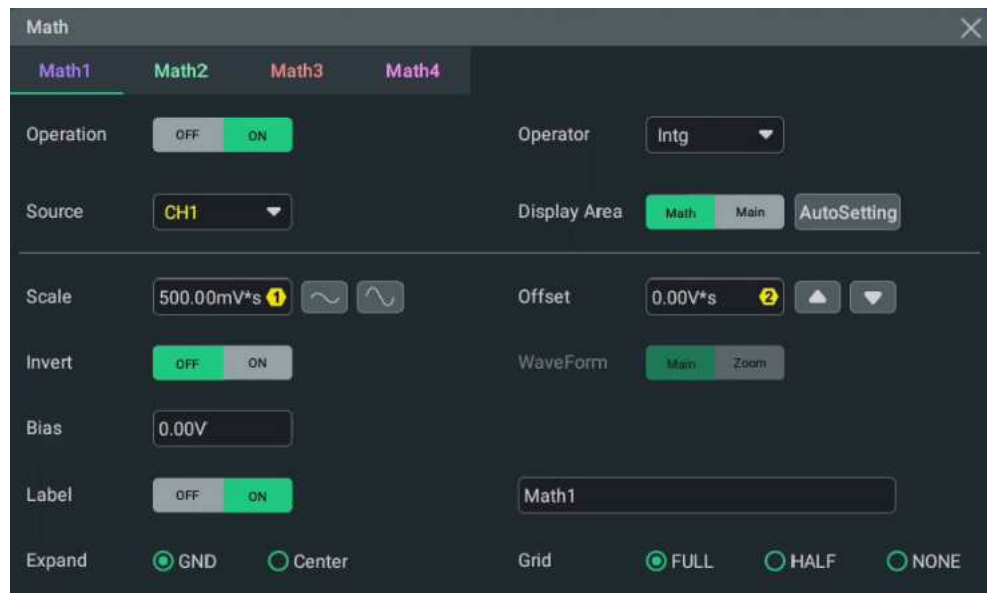 Math
Math1 Math2 Math3 Math4
Operation OFF ON Operator Intg
Source CH1 Display Area Math Main AutoSetting
Scale 500.00mV*s 1 Offset 0.00V*s 2
Invert OFF ON WaveForm Main Zoom
Bias 0.00V
Label OFF ON Math1
Expand GND Center Grid FULL HALF NONE